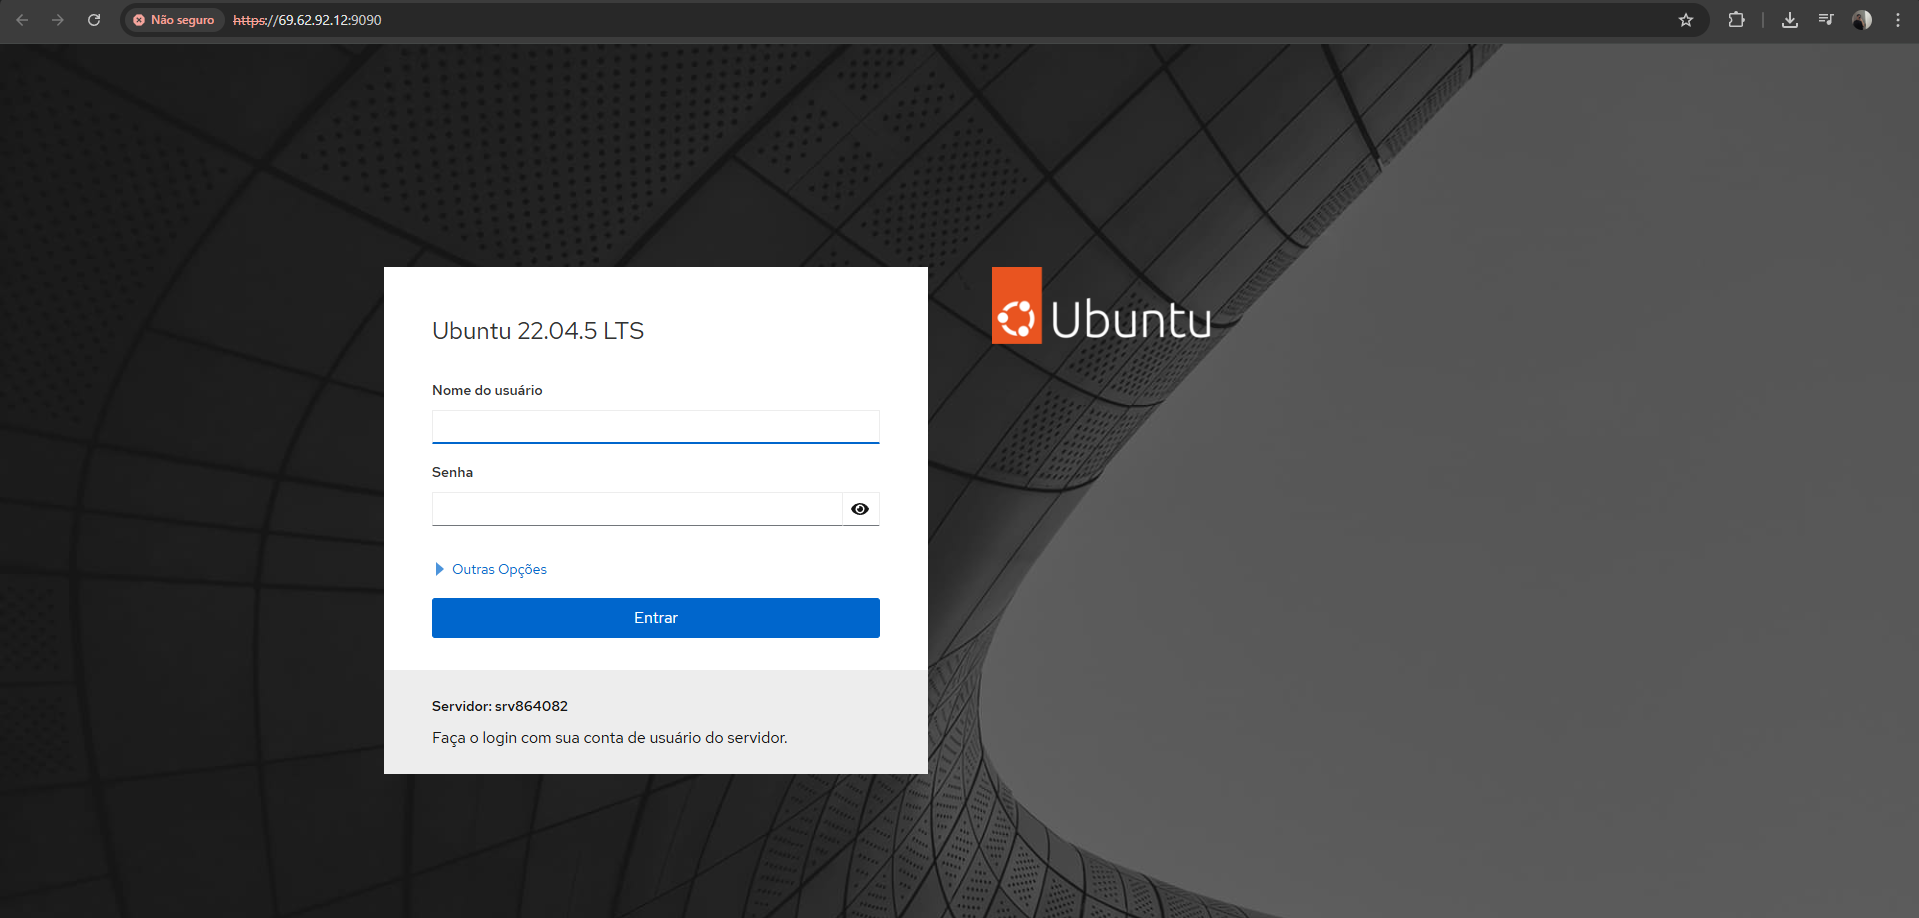 Não seguro
https://69.62.92.12:9090
Ubuntu
Ubuntu 22.04.5 LTS
Nome do usuário
Senha
Outras Opções
Entrar
Servidor: srv864082
Faça o login com sua conta de usuário do servidor.